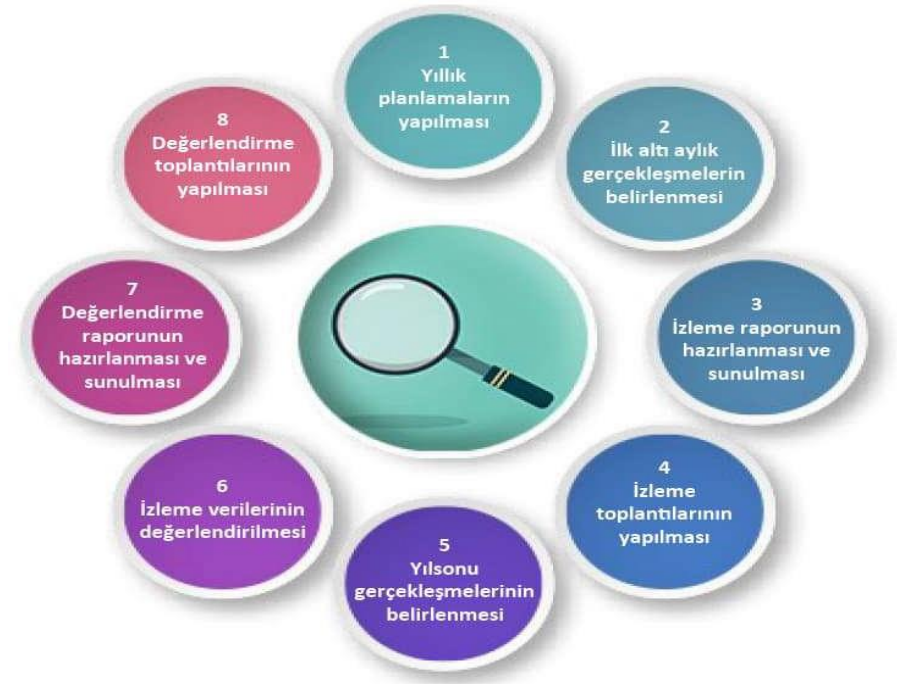 1
Yıllık
planlamaların
yapılması
2
İlk altı aylık
gerçekleşmelerin
belirlenmesi
3
İzleme raporunun
hazırlanması ve
sunulması
4
İzleme
toplantılarının
yapılması
5
Yılsonu
gerçekleşmelerinin
belirlenmesi
6
İzleme verilerinin
değerlendirilmesi
7
Değerlendirme
raporunun
hazırlanması ve
sunulması
8
Değerlendirme
toplantılarının
yapılması